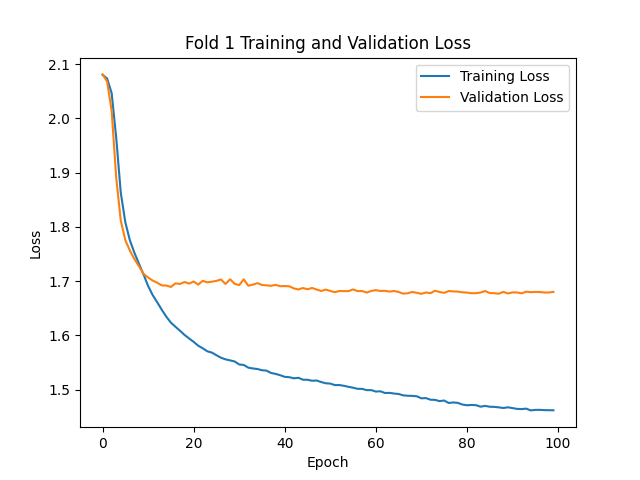 Fold 1 Training and Validation Loss
2.1
2.0
1.9
1.8
1.7
1.6
1.5
Loss
Training Loss
Validation Loss
0
20
40
60
80
100
Epoch